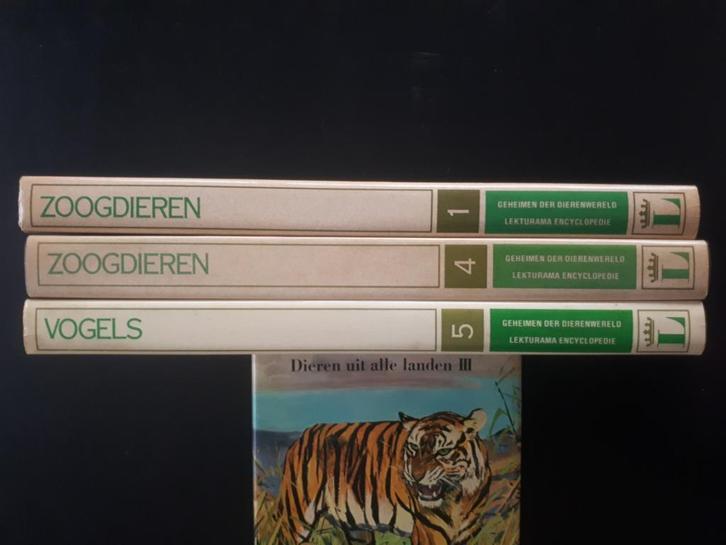 ZOOGDIEREN
1
GEHEIMEN DER DIERENWERELD
LEKTURAMA ENCYCLOPEDIE
L
ZOOGDIEREN
4
GEHEIMEN DER DIERENWERELD
LEKTURAMA ENCYCLOPEDIE
L
VOGELS
5
GEHEIMEN DER DIERENWERELD
LEKTURAMA ENCYCLOPEDIE
L
Dieren uit alle landen III